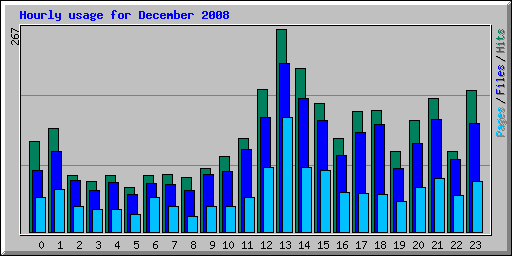 Hourly usage for December 2008
267
Pages / Files / Hits
0 1 2 3 4 5 6 7 8 9 10 11 12 13 14 15 16 17 18 19 20 21 22 23